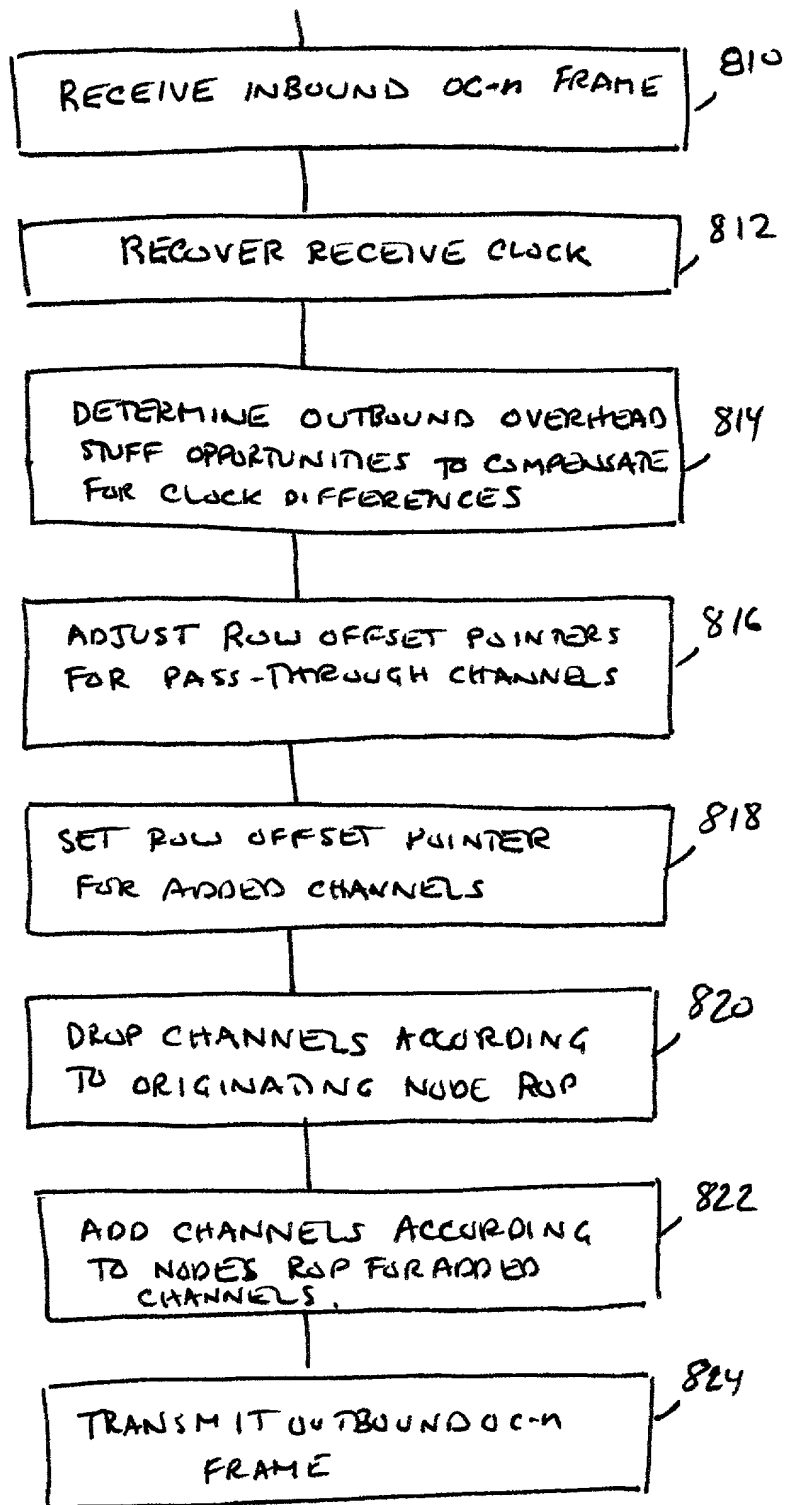 RECEIVE INBOUND OC-n FRAME
810
RECOVER RECEIVE CLOCK
812
DETERMINE OUTBOUND OVERHEAD
STUFF OPPORTUNITIES TO COMPENSATE
FOR CLOCK DIFFERENCES
814
ADJUST ROW OFFSET POINTERS
FOR PASS-THROUGH CHANNELS
816
SET ROW OFFSET POINTER
FOR ADDED CHANNELS
818
DROP CHANNELS ACCORDING
TO ORIGINATING NODE ROP
820
ADD CHANNELS ACCORDING
TO NODES ROP FOR ADDED
CHANNELS.
822
TRANSMIT OUTBOUND OC-n
FRAME
824